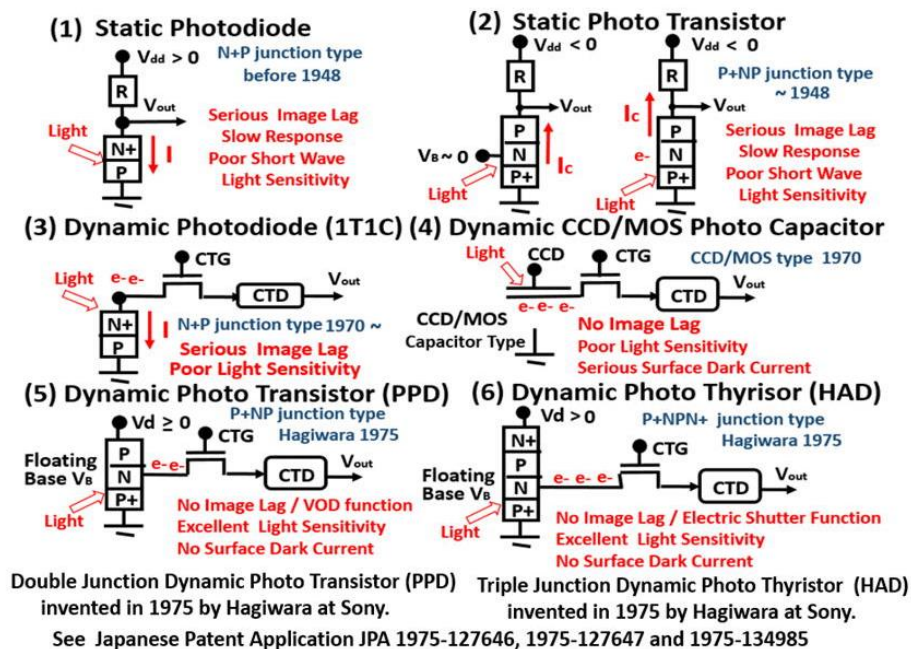 (1) Static Photodiode
Vdd > 0
N+P junction type
before 1948
R
Vout
Light
N+
P
I
Serious Image Lag
Slow Response
Poor Short Wave
Light Sensitivity
(2) Static Photo Transistor
Vdd < 0
Vdd < 0
P+NP junction type
~ 1948
R
Vout
R
Vout
P
N
P+
VB ~ 0
Light
Ic
Ic
P
N
P+
e-
Light
Serious Image Lag
Slow Response
Poor Short Wave
Light Sensitivity
(3) Dynamic Photodiode (1T1C)
Light
e- e-
CTG
CTD
Vout
N+
P
I
N+P junction type 1970 ~
Serious Image Lag
Poor Light Sensitivity
(4) Dynamic CCD/MOS Photo Capacitor
Light
CCD
CTG
CCD/MOS type 1970
e- e- e-
CTD
Vout
CCD/MOS
Capacitor Type
No Image Lag
Poor Light Sensitivity
Serious Surface Dark Current
(5) Dynamic Photo Transistor (PPD)
Vd ≥ 0
P+NP junction type
Hagiwara 1975
CTG
P
N
P+
Floating
Base VB
e- e-
CTD
Vout
Light
No Image Lag / VOD function
Excellent Light Sensitivity
No Surface Dark Current
(6) Dynamic Photo Thyrisor (HAD)
Vd > 0
P+NPN+ junction type
Hagiwara 1975
CTG
N+
P
N
P+
Floating
Base VB
e- e- e-
CTD
Vout
Light
No Image Lag / Electric Shutter Function
Excellent Light Sensitivity
No Surface Dark Current
Double Junction Dynamic Photo Transistor (PPD)
invented in 1975 by Hagiwara at Sony.
Triple Junction Dynamic Photo Thyristor (HAD)
invented in 1975 by Hagiwara at Sony.
See Japanese Patent Application JPA 1975-127646, 1975-127647 and 1975-134985